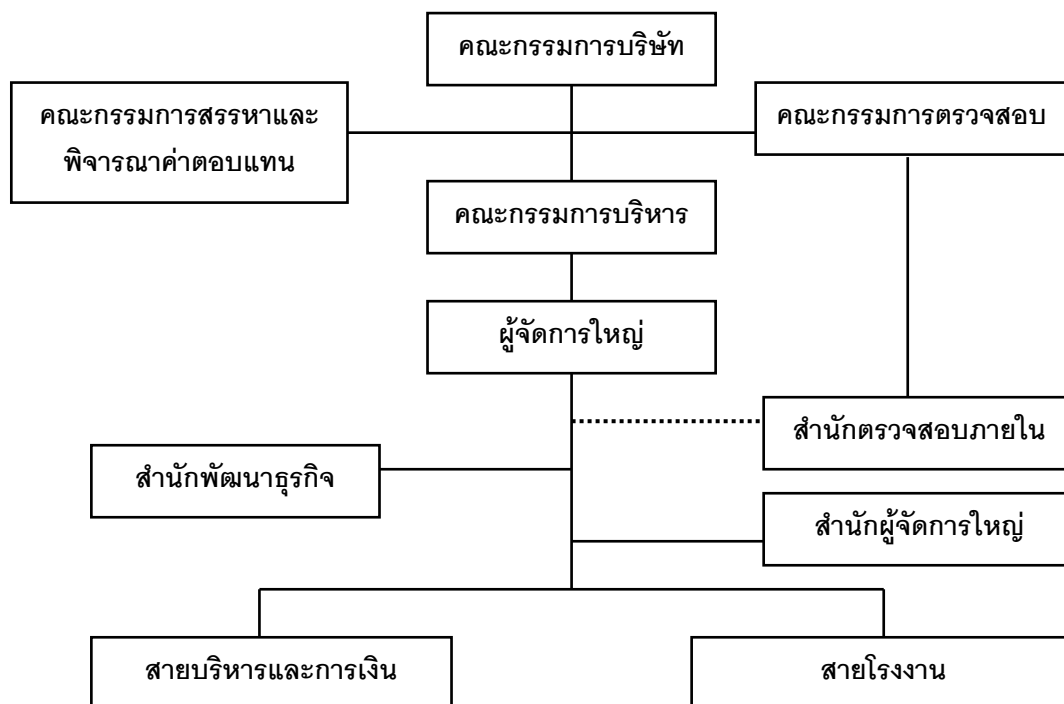 คณะกรรมการบริษัท
คณะกรรมการสรรหาและ
พิจารณาค่าตอบแทน
คณะกรรมการตรวจสอบ
คณะกรรมการบริหาร
ผู้จัดการใหญ่
สำนักตรวจสอบภายใน
สำนักพัฒนาธุรกิจ
สำนักผู้จัดการใหญ่
สายบริหารและการเงิน
สายโรงงาน